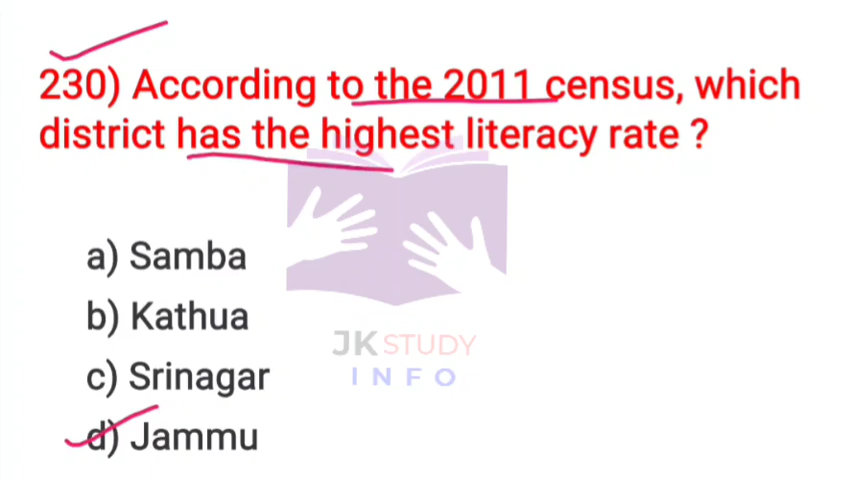 230) According to the 2011 census, which
district has the highest literacy rate ?
a) Samba
b) Kathua
JK STUDY
INFO
c) Srinagar
d) Jammu